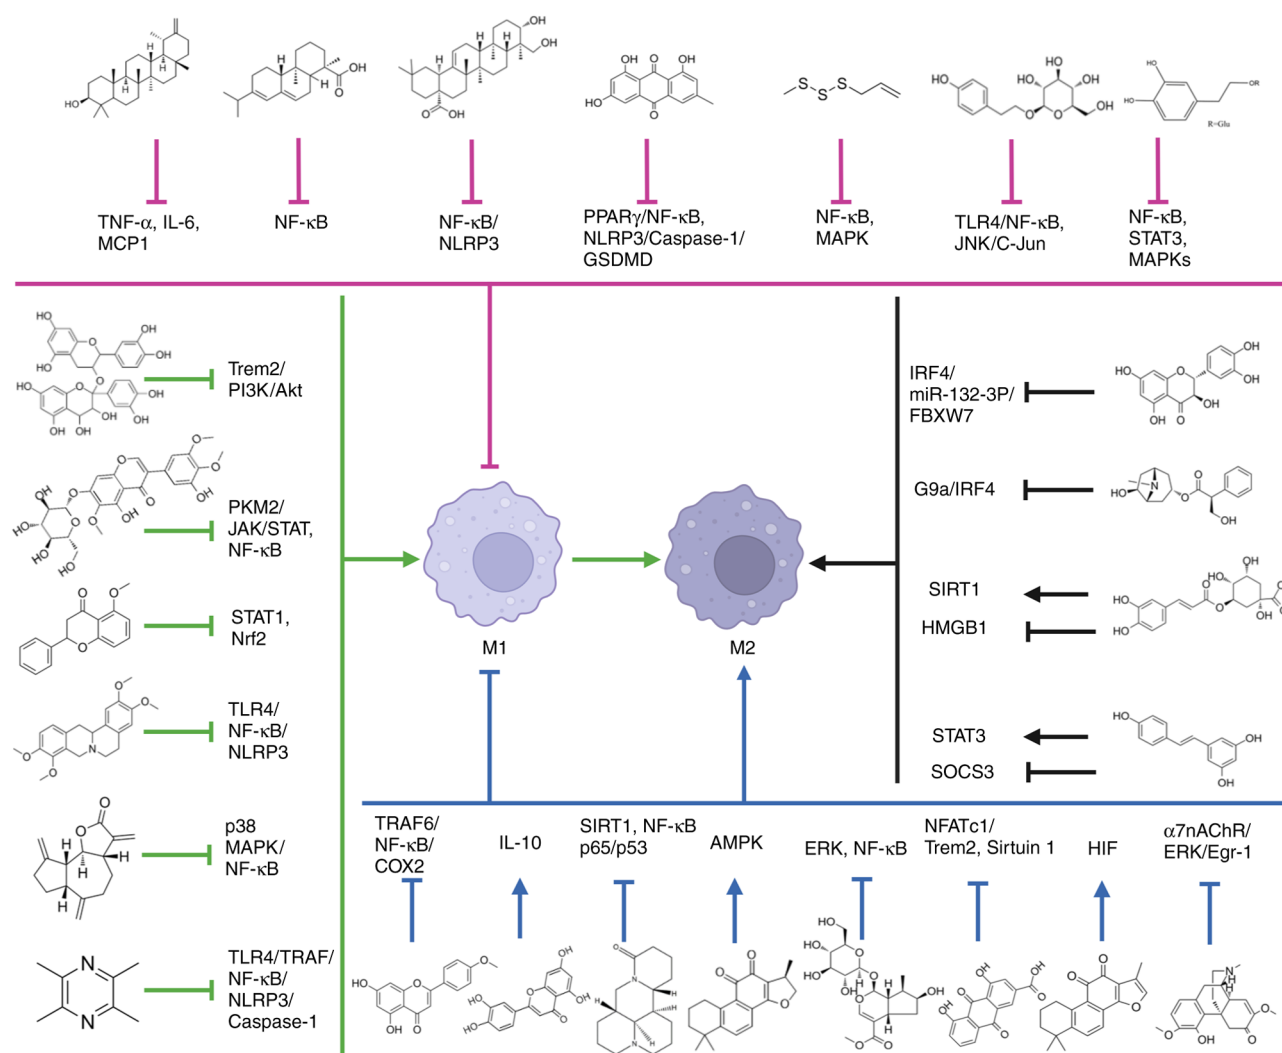 TNF-α, IL-6,
MCP1
NF-κB
NF-κB/
NLRP3
PPARγ/NF-κB,
NLRP3/Caspase-1/
GSDMD
NF-κB,
MAPK
TLR4/NF-κB,
JNK/C-Jun
R=Glu
NF-κB,
STAT3,
MAPKs
Trem2/
PI3K/Akt
PKM2/
JAK/STAT,
NF-κB
STAT1,
Nrf2
TLR4/
NF-κB/
NLRP3
p38
MAPK/
NF-κB
TLR4/TRAF/
NF-κB/
NLRP3/
Caspase-1
M1
M2
IRF4/
miR-132-3P/
FBXW7
G9a/IRF4
SIRT1
HMGB1
STAT3
SOCS3
TRAF6/
NF-κB/
COX2
IL-10
SIRT1, NF-κB
p65/p53
AMPK
ERK, NF-κB
NFATc1/
Trem2, Sirtuin 1
HIF
α7nAChR/
ERK/Egr-1